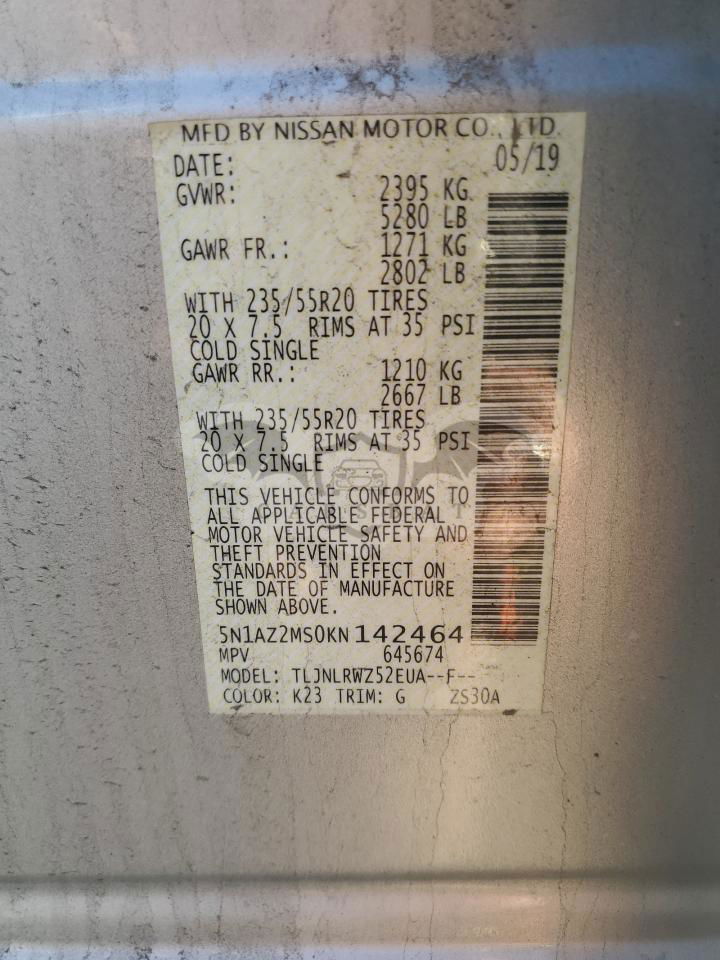 MFD BY NISSAN MOTOR CO., LTD.
DATE: 05/19
GVWR: 2395 KG
5280 LB
GAWR FR.: 1271 KG
2802 LB
WITH 235/55R20 TIRES
20 X 7.5 RIMS AT 35 PSI
COLD SINGLE
GAWR RR.: 1210 KG
2667 LB
WITH 235/55R20 TIRES
20 X 7.5 RIMS AT 35 PSI
COLD SINGLE
THIS VEHICLE CONFORMS TO
ALL APPLICABLE FEDERAL
MOTOR VEHICLE SAFETY AND
THEFT PREVENTION
STANDARDS IN EFFECT ON
THE DATE OF MANUFACTURE
SHOWN ABOVE.
5N1AZ2MS0KN142464
MPV 645674
MODEL: TLJNLRWZ52EUA--F--
COLOR: K23 TRIM: G ZS30A